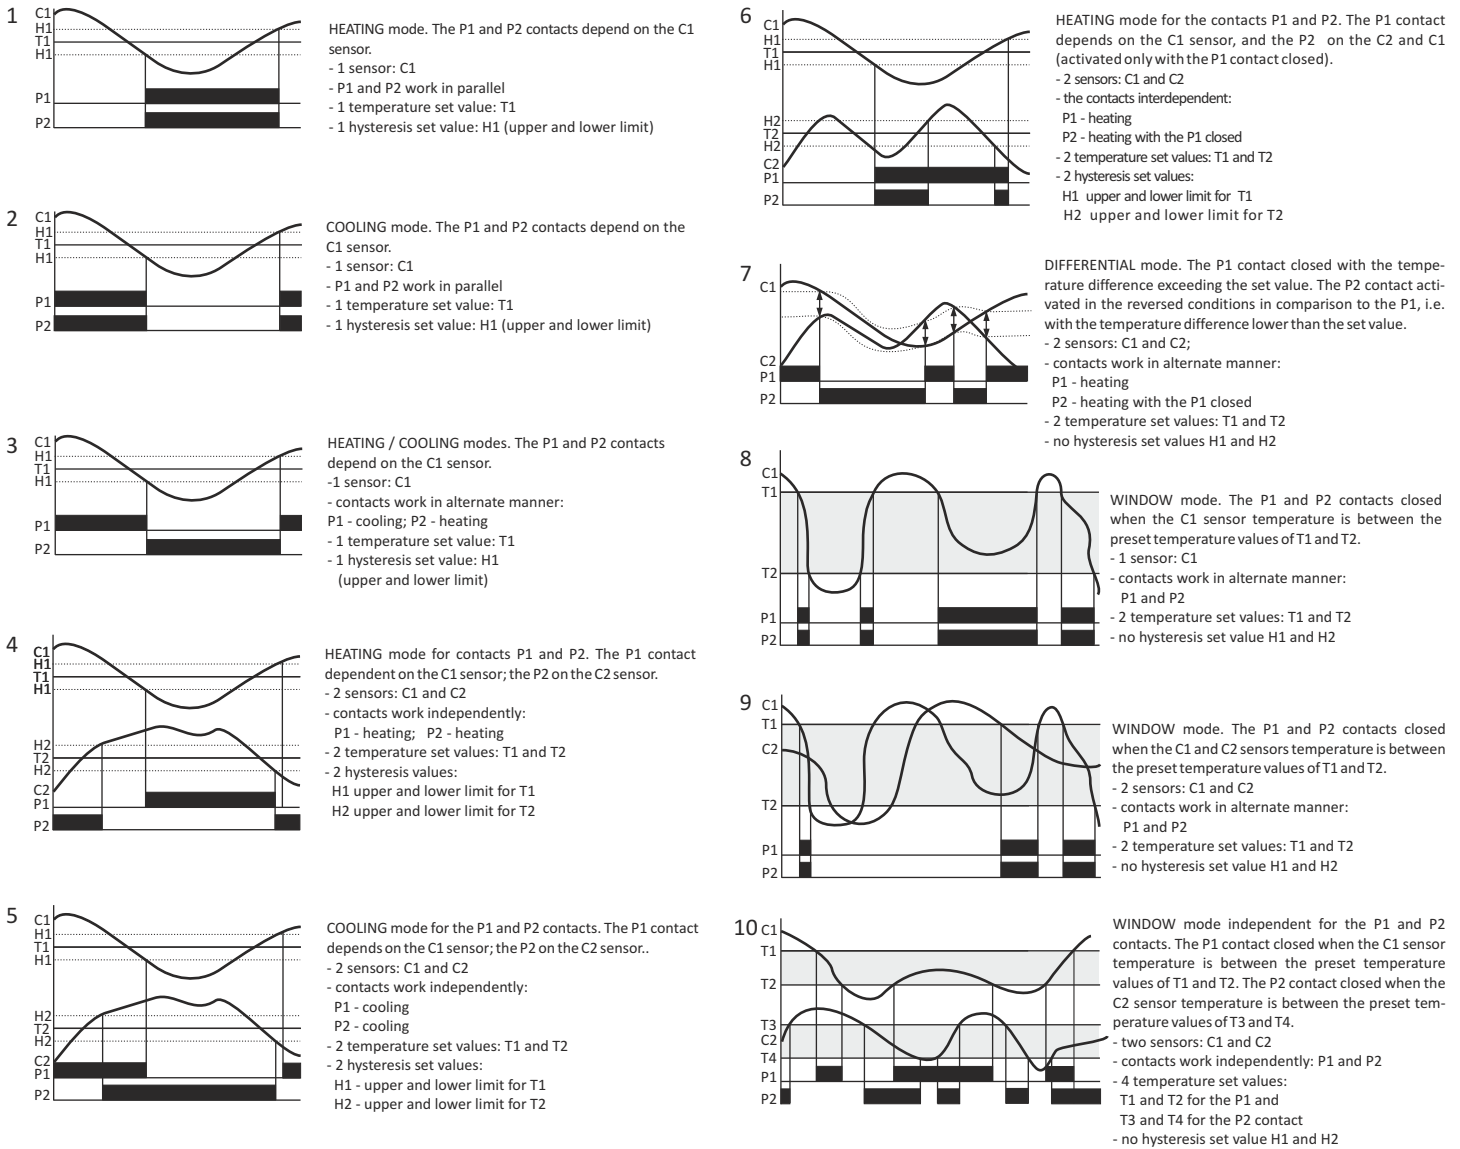 1
C1
H1
T1
H1
P1
P2
HEATING mode. The P1 and P2 contacts depend on the C1
sensor.
- 1 sensor: C1
- P1 and P2 work in parallel
- 1 temperature set value: T1
- 1 hysteresis set value: H1 (upper and lower limit)
2
C1
H1
T1
H1
P1
P2
COOLING mode. The P1 and P2 contacts depend on the
C1 sensor.
- 1 sensor: C1
- P1 and P2 work in parallel
- 1 temperature set value: T1
- 1 hysteresis set value: H1 (upper and lower limit)
3
C1
H1
T1
H1
P1
P2
HEATING / COOLING modes. The P1 and P2 contacts
depend on the C1 sensor.
-1 sensor: C1
- contacts work in alternate manner:
P1 - cooling; P2 - heating
- 1 temperature set value: T1
- 1 hysteresis set value: H1
(upper and lower limit)
4
C1
H1
T1
H1
H2
T2
H2
C2
P1
P2
HEATING mode for contacts P1 and P2. The P1 contact
dependent on the C1 sensor; the P2 on the C2 sensor.
- 2 sensors: C1 and C2
- contacts work independently:
P1 - heating; P2 - heating
- 2 temperature set values: T1 and T2
- 2 hysteresis values:
H1 upper and lower limit for T1
H2 upper and lower limit for T2
5
C1
H1
T1
H1
H2
T2
H2
C2
P1
P2
COOLING mode for the P1 and P2 contacts. The P1 contact
depends on the C1 sensor; the P2 on the C2 sensor..
- 2 sensors: C1 and C2
- contacts work independently:
P1 - cooling
P2 - cooling
- 2 temperature set values: T1 and T2
- 2 hysteresis set values:
H1 - upper and lower limit for T1
H2 - upper and lower limit for T2
6
C1
H1
T1
H1
H2
T2
H2
C2
P1
P2
HEATING mode for the contacts P1 and P2. The P1 contact
depends on the C1 sensor, and the P2 on the C2 and C1
(activated only with the P1 contact closed).
- 2 sensors: C1 and C2
- the contacts interdependent:
P1 - heating
P2 - heating with the P1 closed
- 2 temperature set values: T1 and T2
- 2 hysteresis set values:
H1 upper and lower limit for T1
H2 upper and lower limit for T2
7
C1
C2
P1
P2
DIFFERENTIAL mode. The P1 contact closed with the tempe-
rature difference exceeding the set value. The P2 contact acti-
vated in the reversed conditions in comparison to the P1, i.e.
with the temperature difference lower than the set value.
- 2 sensors: C1 and C2;
- contacts work in alternate manner:
P1 - heating
P2 - heating with the P1 closed
- 2 temperature set values: T1 and T2
- no hysteresis set values H1 and H2
8
C1
T1
T2
P1
P2
WINDOW mode. The P1 and P2 contacts closed
when the C1 sensor temperature is between the
preset temperature values of T1 and T2.
- 1 sensor: C1
- contacts work in alternate manner:
P1 and P2
- 2 temperature set values: T1 and T2
- no hysteresis set value H1 and H2
9
C1
T1
C2
T2
P1
P2
WINDOW mode. The P1 and P2 contacts closed
when the C1 and C2 sensors temperature is between
the preset temperature values of T1 and T2.
- 2 sensors: C1 and C2
- contacts work in alternate manner:
P1 and P2
- 2 temperature set values: T1 and T2
- no hysteresis set value H1 and H2
10
C1
T1
T2
T3
C2
T4
P1
P2
WINDOW mode independent for the P1 and P2
contacts. The P1 contact closed when the C1 sensor
temperature is between the preset temperature
values of T1 and T2. The P2 contact closed when the
C2 sensor temperature is between the preset tem-
perature values of T3 and T4.
- two sensors: C1 and C2
- contacts work independently: P1 and P2
- 4 temperature set values:
T1 and T2 for the P1 and
T3 and T4 for the P2 contact
- no hysteresis set value H1 and H2